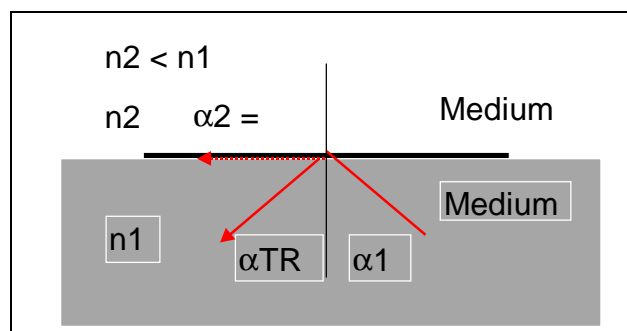 n2 < n1
n2 α2 = Medium
Medium
n1 αTR α1